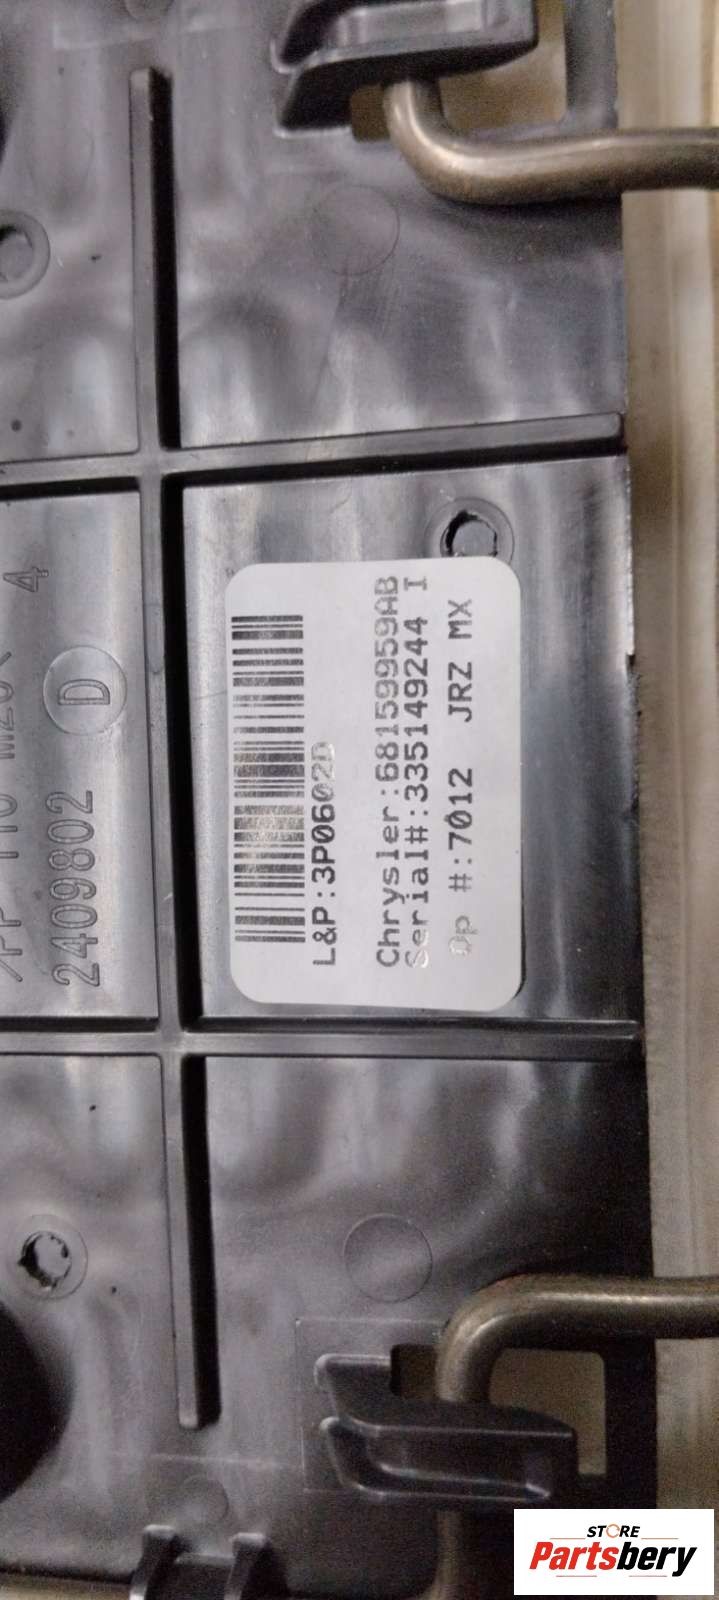 L&P:3P0602D
Chrysler:68159959AB
Serial#:335149244 I
Op #:7012 JRZ MX
4
D
2409802
STORE
Partsbery